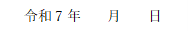 令和７年　　月　　日